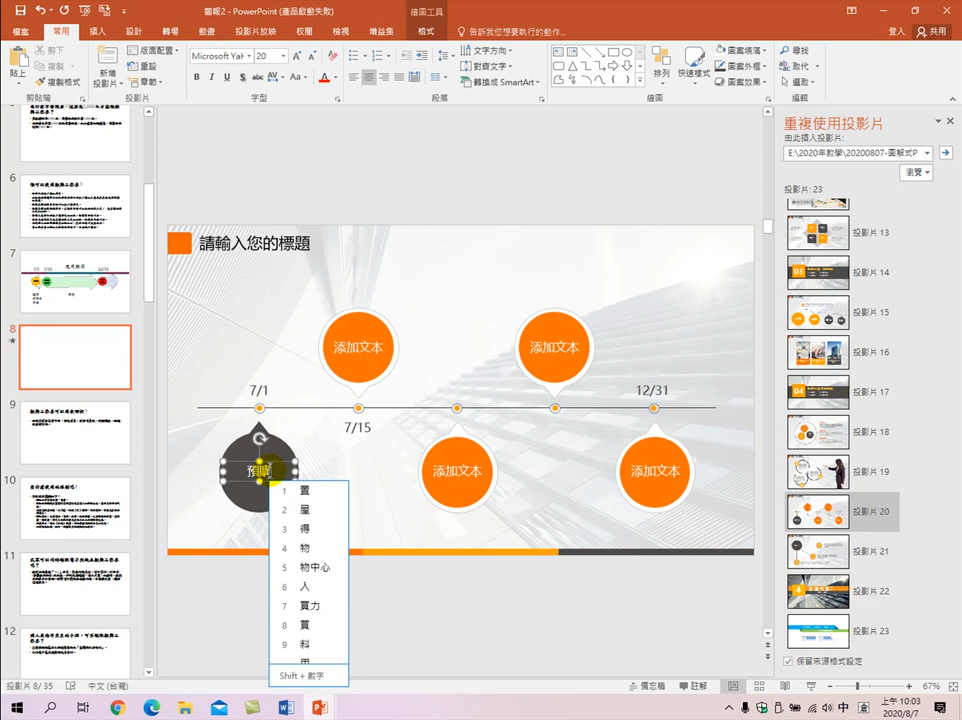 簡報2 - PowerPoint (產品啟動失敗)
繪圖工具
檔案
常用
插入
設計
轉場
動畫
投影片放映
校閱
檢視
增益集
格式
告訴我您想做的動作...
登入
共用
貼上
剪下
複製
複製格式
剪貼簿
新增
投影片
版面配置
重設
章節
投影片
Microsoft Ya
20
字型
文字方向
對齊文字
轉換成 SmartArt
段落
排列
快速樣式
圖案填滿
圖案外框
圖案效果
繪圖
尋找
取代
選取
編輯
6
7
8
9
10
11
12
請輸入您的標題
添加文本
添加文本
7/1
12/31
7/15
預購
添加文本
添加文本
1 置
2 屋
3 得
4 物
5 物中心
6 人
7 買力
8 買
9 料
Shift + 數字
重複使用投影片
由此插入投影片:
E:\2020年教學\20200807-圖解式P
瀏覽
投影片: 23
投影片 13
投影片 14
投影片 15
投影片 16
投影片 17
投影片 18
投影片 19
投影片 20
投影片 21
投影片 22
投影片 23
保留來源格式設定
投影片 8/35
中文 (台灣)
備忘稿
註解
67%
中
上午 10:03
2020/8/7